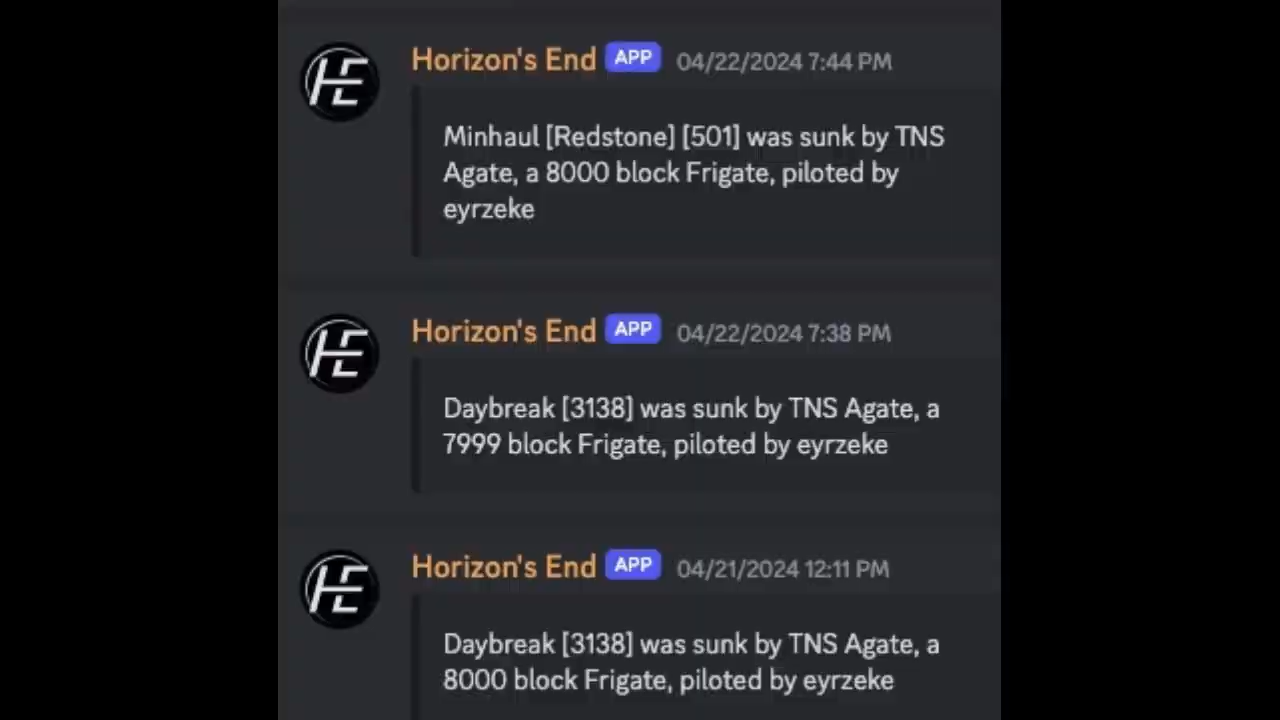 HE
Horizon's End APP 04/22/2024 7:44 PM
Minhaul [Redstone] [501] was sunk by TNS
Agate, a 8000 block Frigate, piloted by
eyrzeke
HE
Horizon's End APP 04/22/2024 7:38 PM
Daybreak [3138] was sunk by TNS Agate, a
7999 block Frigate, piloted by eyrzeke
HE
Horizon's End APP 04/21/2024 12:11 PM
Daybreak [3138] was sunk by TNS Agate, a
8000 block Frigate, piloted by eyrzeke